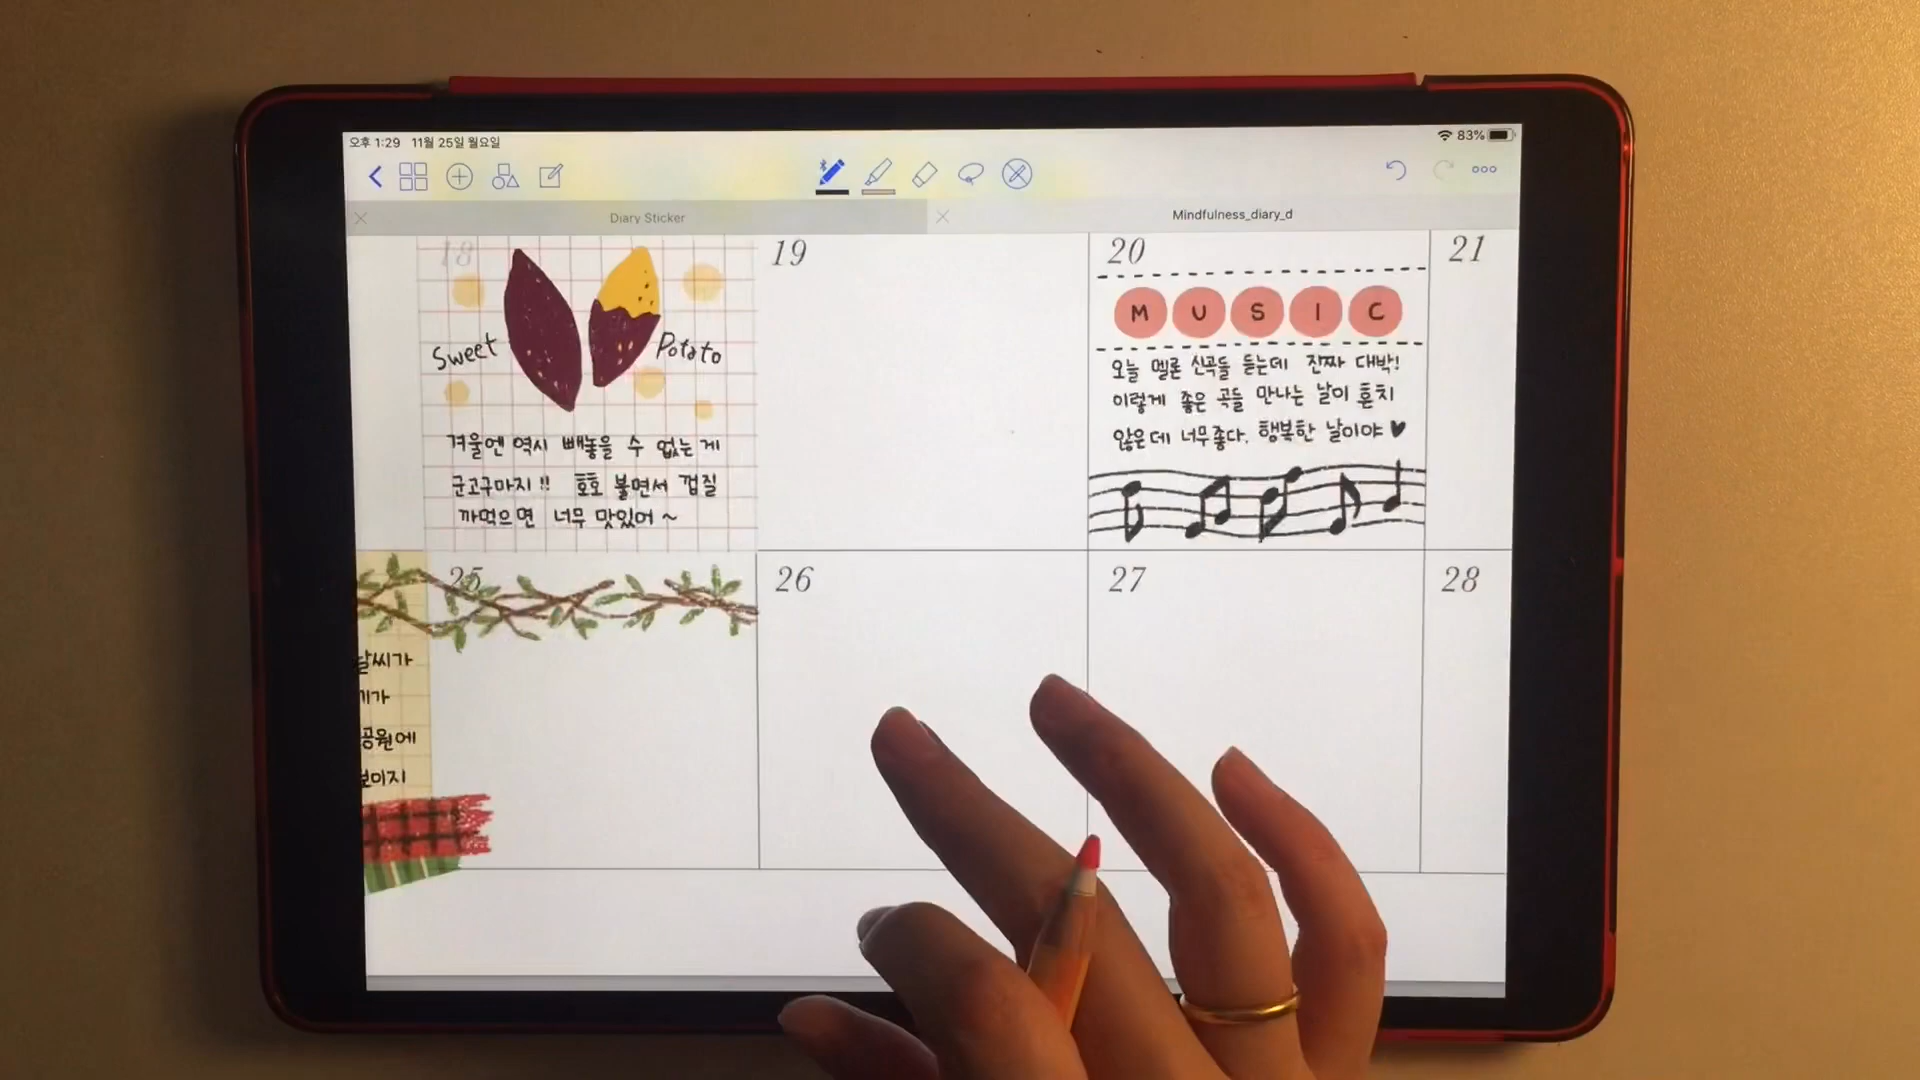 오후 1:29 11월 25일 월요일
83%
Diary Sticker
Mindfulness_diary_d
18
Sweet Potato
겨울엔 역시 빼놓을 수 없는게
군고구마지!! 호호 불면서 껍질
까먹으면 너무 맛있어~
19
20
MUSIC
오늘 멜론 신곡들 듣는데 진짜 대박!
이렇게 좋은 곡들 만나는 날이 흔치
않은데 너무좋다. 행복한 날이야♥
21
25
날씨가
기가
공원에
보이지
26
27
28